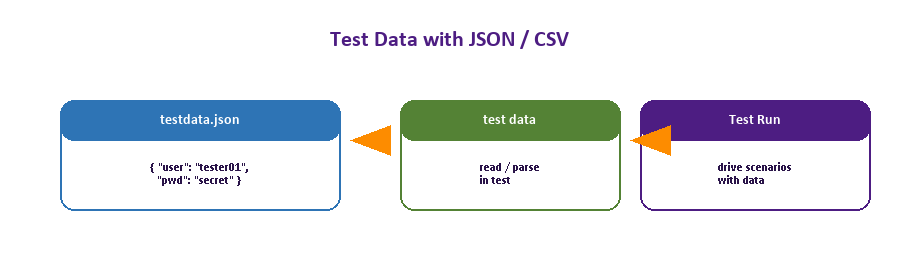 Test Data with JSON / CSV
testdata.json
{ "user": "tester01",
"pwd": "secret" }
test data
read / parse
in test
Test Run
drive scenarios
with data